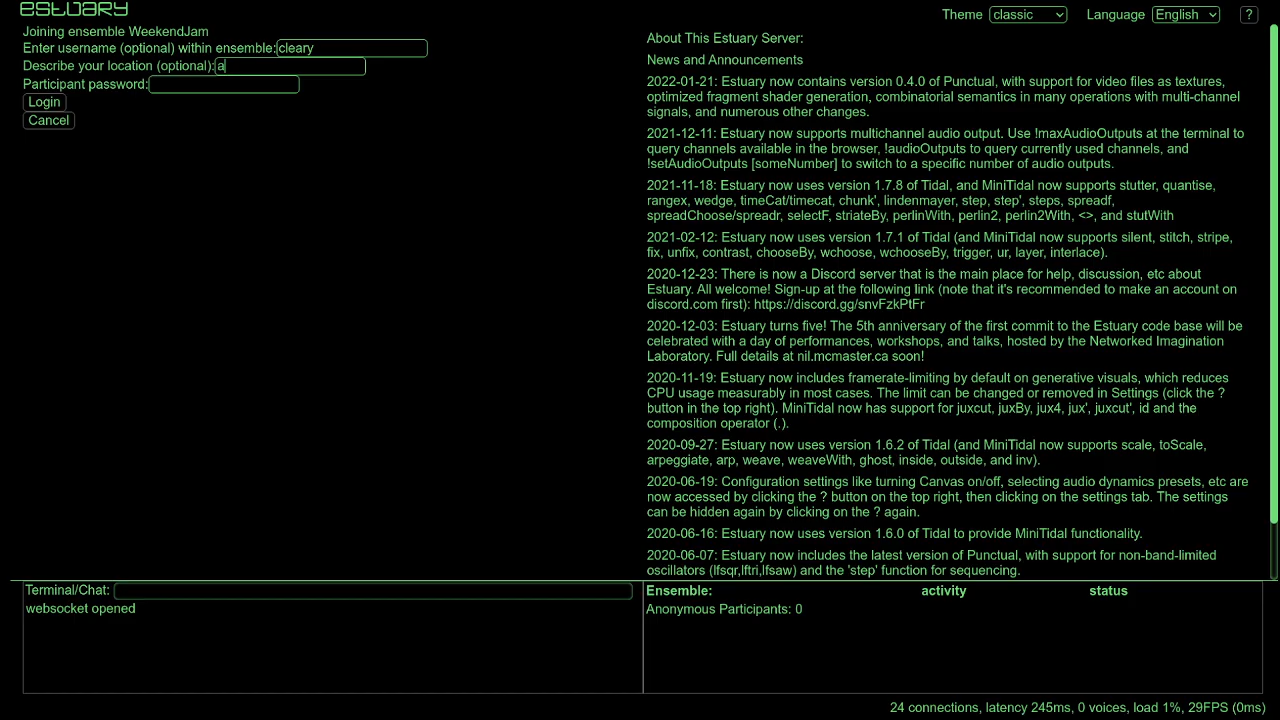 estuary
Theme classic Language English ?
Joining ensemble WeekendJam
Enter username (optional) within ensemble: cleary
Describe your location (optional): a
Participant password:
Login
Cancel
About This Estuary Server:
News and Announcements
2022-01-21: Estuary now contains version 0.4.0 of Punctual, with support for video files as textures,
optimized fragment shader generation, combinatorial semantics in many operations with multi-channel
signals, and numerous other changes.
2021-12-11: Estuary now supports multichannel audio output. Use !maxAudioOutputs at the terminal to
query channels available in the browser, !audioOutputs to query currently used channels, and
!setAudioOutputs [someNumber] to switch to a specific number of audio outputs.
2021-11-18: Estuary now uses version 1.7.8 of Tidal, and MiniTidal now supports stutter, quantise,
rangex, wedge, timeCat/timecat, chunk', lindenmayer, step, step', steps, spreadf,
spreadChoose/spreadr, selectF, striateBy, perlinWith, perlin2, perlin2With, <>, and stutWith
2021-02-12: Estuary now uses version 1.7.1 of Tidal (and MiniTidal now supports silent, stitch, stripe,
fix, unfix, contrast, chooseBy, wchoose, wchooseBy, trigger, ur, layer, interlace).
2020-12-23: There is now a Discord server that is the main place for help, discussion, etc about
Estuary. All welcome! Sign-up at the following link (note that it's recommended to make an account on
discord.com first): https://discord.gg/snvFzkPtFr
2020-12-03: Estuary turns five! The 5th anniversary of the first commit to the Estuary code base will be
celebrated with a day of performances, workshops, and talks, hosted by the Networked Imagination
Laboratory. Full details at nil.mcmaster.ca soon!
2020-11-19: Estuary now includes framerate-limiting by default on generative visuals, which reduces
CPU usage measurably in most cases. The limit can be changed or removed in Settings (click the ?
button in the top right). MiniTidal now has support for juxcut, juxBy, jux4, jux', juxcut', id and the
composition operator (.).
2020-09-27: Estuary now uses version 1.6.2 of Tidal (and MiniTidal now supports scale, toScale,
arpeggiate, arp, weave, weaveWith, ghost, inside, outside, and inv).
2020-06-19: Configuration settings like turning Canvas on/off, selecting audio dynamics presets, etc are
now accessed by clicking the ? button on the top right, then clicking on the settings tab. The settings
can be hidden again by clicking on the ? again.
2020-06-16: Estuary now uses version 1.6.0 of Tidal to provide MiniTidal functionality.
2020-06-07: Estuary now includes the latest version of Punctual, with support for non-band-limited
oscillators (lfsqr,lftri,lfsaw) and the 'step' function for sequencing.
Terminal/Chat:
websocket opened
Ensemble: activity status
Anonymous Participants: 0
24 connections, latency 245ms, 0 voices, load 1%, 29FPS (0ms)